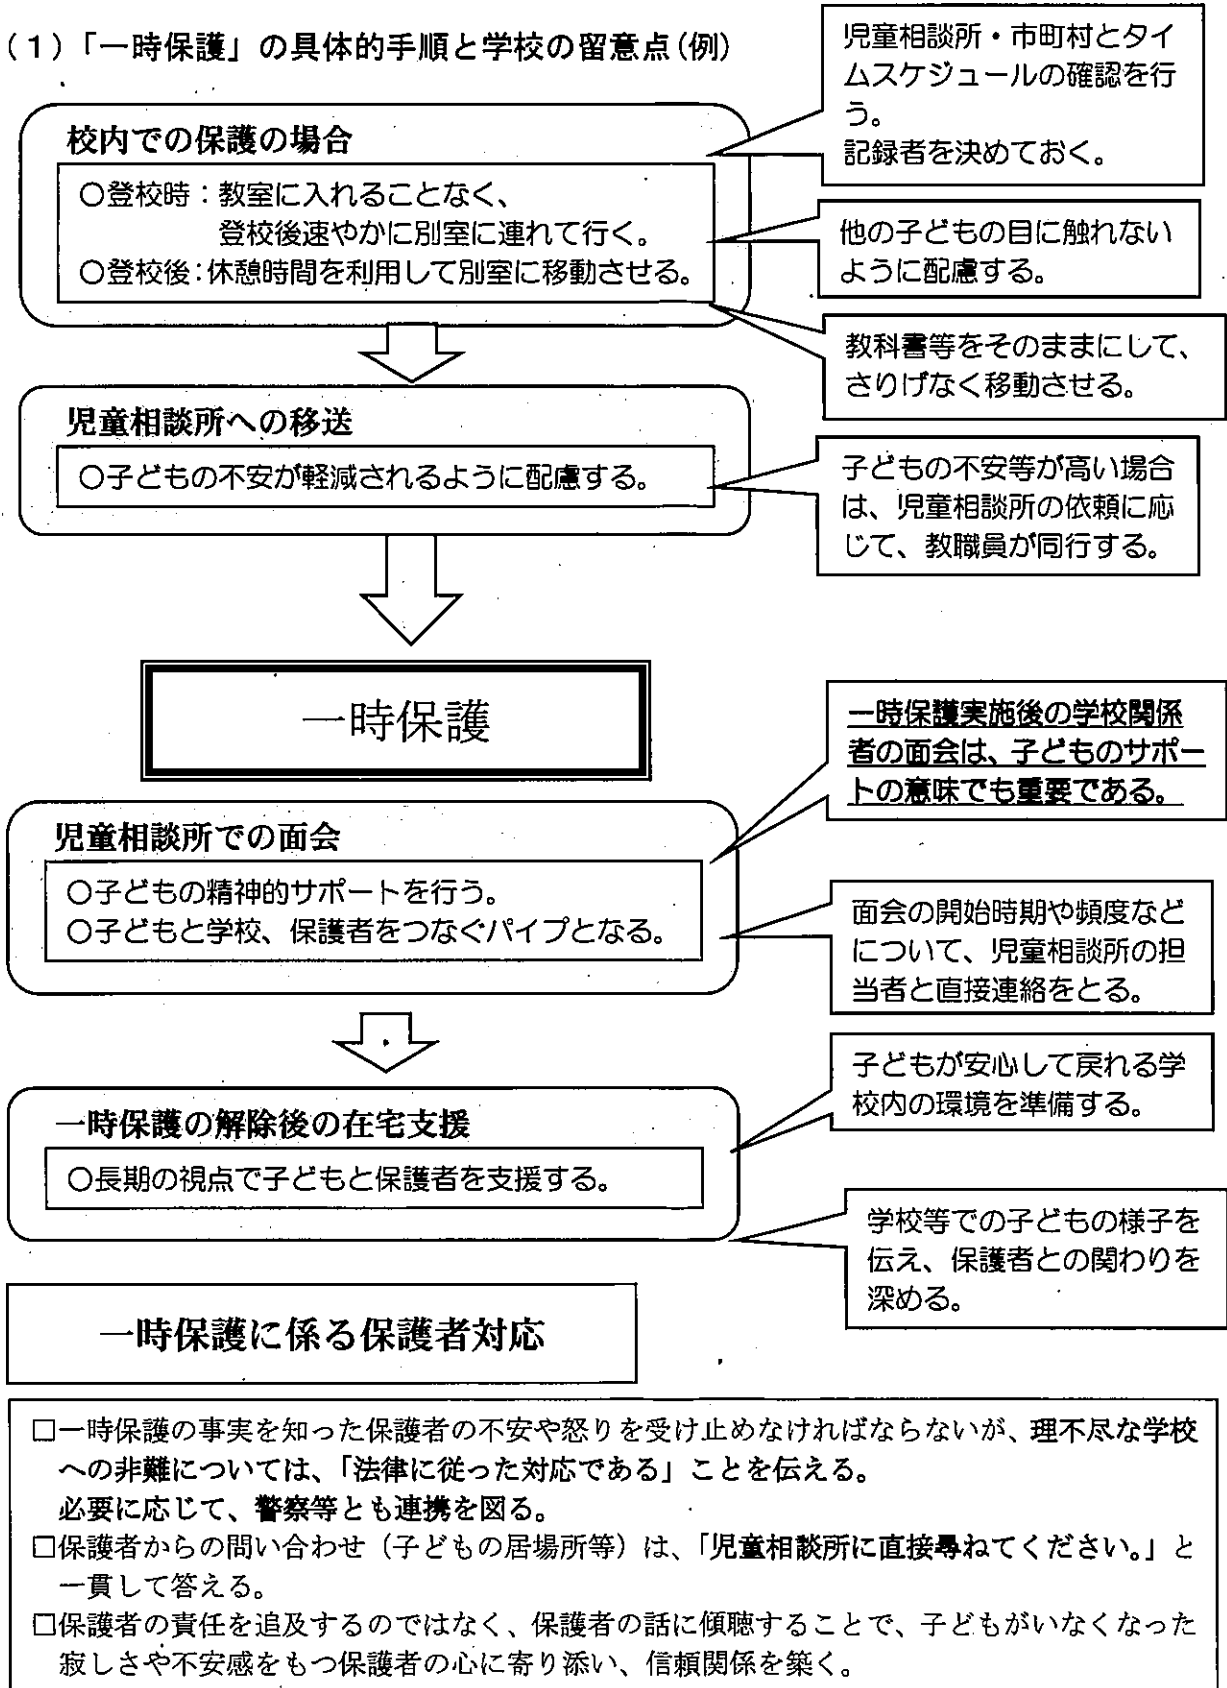 (1)「一時保護」の具体的手順と学校の留意点(例)
児童相談所・市町村とタイ
ムスケジュールの確認を行
う。
記録者を決めておく。
校内での保護の場合
○登校時：教室に入れることなく、
登校後速やかに別室に連れて行く。
○登校後：休憩時間を利用して別室に移動させる。
他の子どもの目に触れない
ように配慮する。
教科書等をそのままにして、
さりげなく移動させる。
児童相談所への移送
○子どもの不安が軽減されるように配慮する。
子どもの不安等が高い場合
は、児童相談所の依頼に応
じて、教職員が同行する。
一時保護
一時保護実施後の学校関係
者の面会は、子どものサポー
トの意味でも重要である。
児童相談所での面会
○子どもの精神的サポートを行う。
○子どもと学校、保護者をつなぐパイプとなる。
面会の開始時期や頻度など
について、児童相談所の担
当者と直接連絡をとる。
一時保護の解除後の在宅支援
○長期の視点で子どもと保護者を支援する。
子どもが安心して戻れる学
校内の環境を準備する。
学校等での子どもの様子を
伝え、保護者との関わりを
深める。
一時保護に係る保護者対応
□一時保護の事実を知った保護者の不安や怒りを受け止めなければならないが、理不尽な学校
への非難については、「法律に従った対応である」ことを伝える。
必要に応じて、警察等とも連携を図る。
□保護者からの問い合わせ（子どもの居場所等）は、「児童相談所に直接尋ねてください。」と
一貫して答える。
□保護者の責任を追及するのではなく、保護者の話に傾聴することで、子どもがいなくなった
寂しさや不安感をもつ保護者の心に寄り添い、信頼関係を築く。